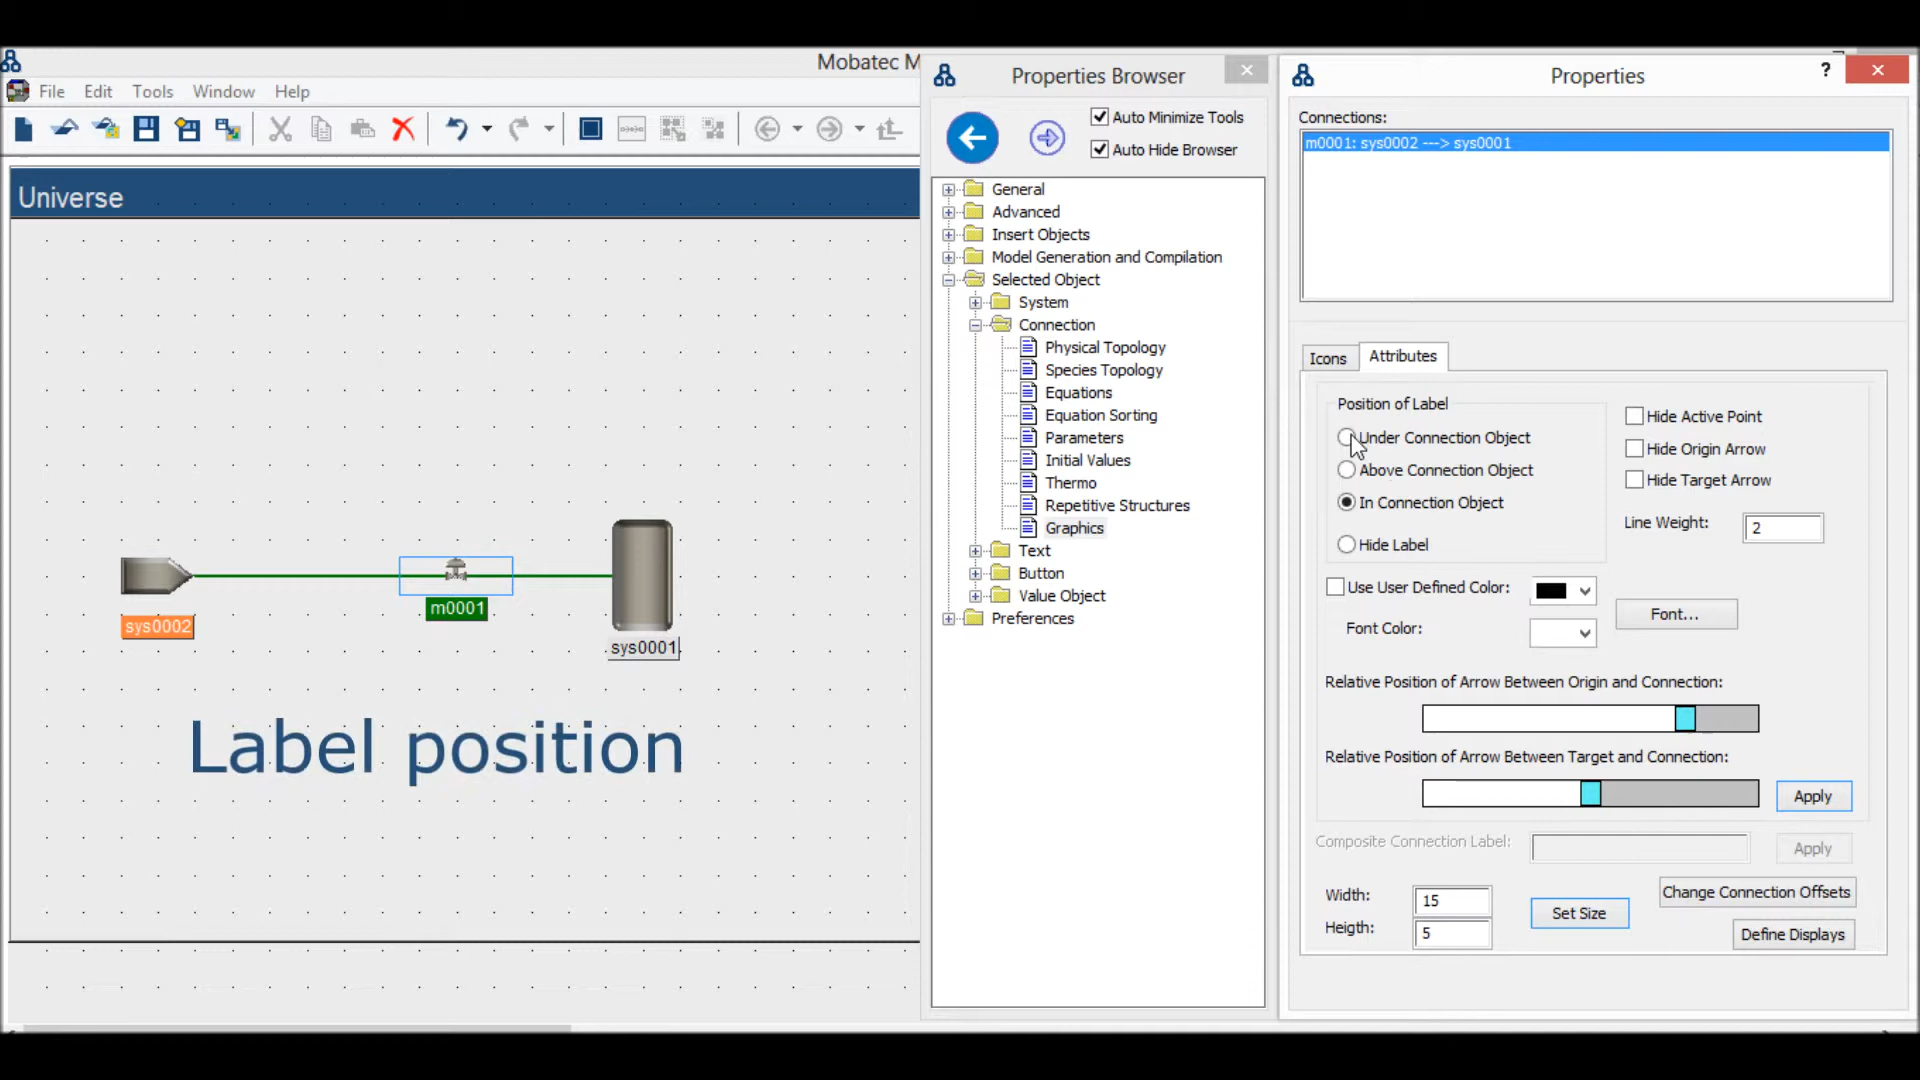 Mobatec M
File Edit Tools Window Help
Universe
sys0002
m0001
sys0001
Label position
Properties Browser
Auto Minimize Tools
Auto Hide Browser
General
Advanced
Insert Objects
Model Generation and Compilation
Selected Object
System
Connection
Physical Topology
Species Topology
Equations
Equation Sorting
Parameters
Initial Values
Thermo
Repetitive Structures
Graphics
Text
Button
Value Object
Preferences
Properties
?
Connections:
m0001: sys0002 ---> sys0001
Icons Attributes
Position of Label
Under Connection Object
Above Connection Object
In Connection Object
Hide Label
Hide Active Point
Hide Origin Arrow
Hide Target Arrow
Line Weight: 2
Use User Defined Color:
Font Color:
Font...
Relative Position of Arrow Between Origin and Connection:
Relative Position of Arrow Between Target and Connection:
Apply
Composite Connection Label: Apply
Width: 15
Heigth: 5
Set Size
Change Connection Offsets
Define Displays